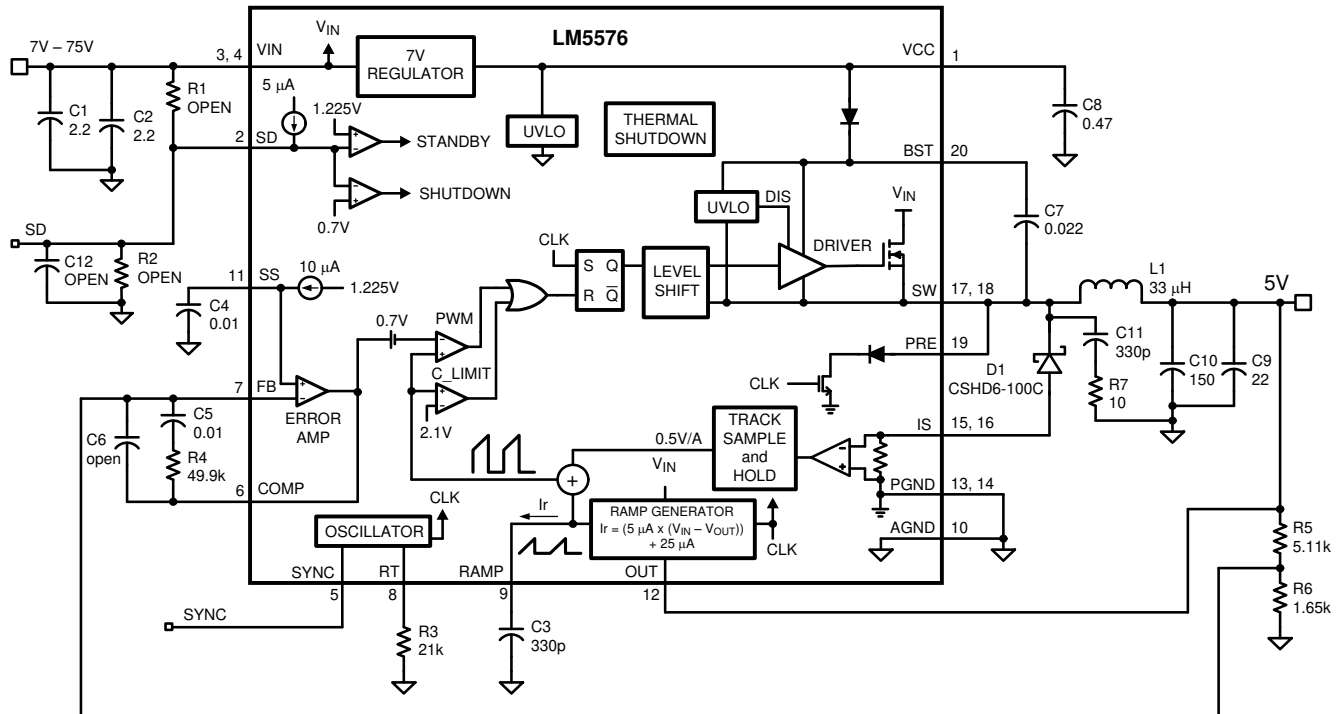 LM5576
7V – 75V
3, 4
VIN
VIN
7V
REGULATOR
VCC
1
R1
OPEN
C1
2.2
C2
2.2
5 μA
1.225V
2
SD
STANDBY
UVLO
THERMAL
SHUTDOWN
C8
0.47
BST
20
SHUTDOWN
0.7V
UVLO
DIS
VIN
C7
0.022
SD
C12
OPEN
R2
OPEN
CLK
DRIVER
11
SS
10 μA
1.225V
S Q
R Q
LEVEL
SHIFT
SW
17, 18
L1
33 μH
5V
C4
0.01
0.7V
PWM
PRE
19
C11
330p
C10
150
C9
22
C_LIMIT
CLK
D1
CSHD6-100C
R7
10
7
FB
ERROR
AMP
2.1V
C5
0.01
C6
open
R4
49.9k
0.5V/A
TRACK
SAMPLE
and
HOLD
IS
15, 16
VIN
6
COMP
PGND
13, 14
CLK
Ir
RAMP GENERATOR
Ir = (5 μA x (VIN – VOUT))
+ 25 μA
CLK
AGND
10
OSCILLATOR
R5
5.11k
SYNC
5
RT
8
RAMP
9
OUT
12
R6
1.65k
SYNC
R3
21k
C3
330p